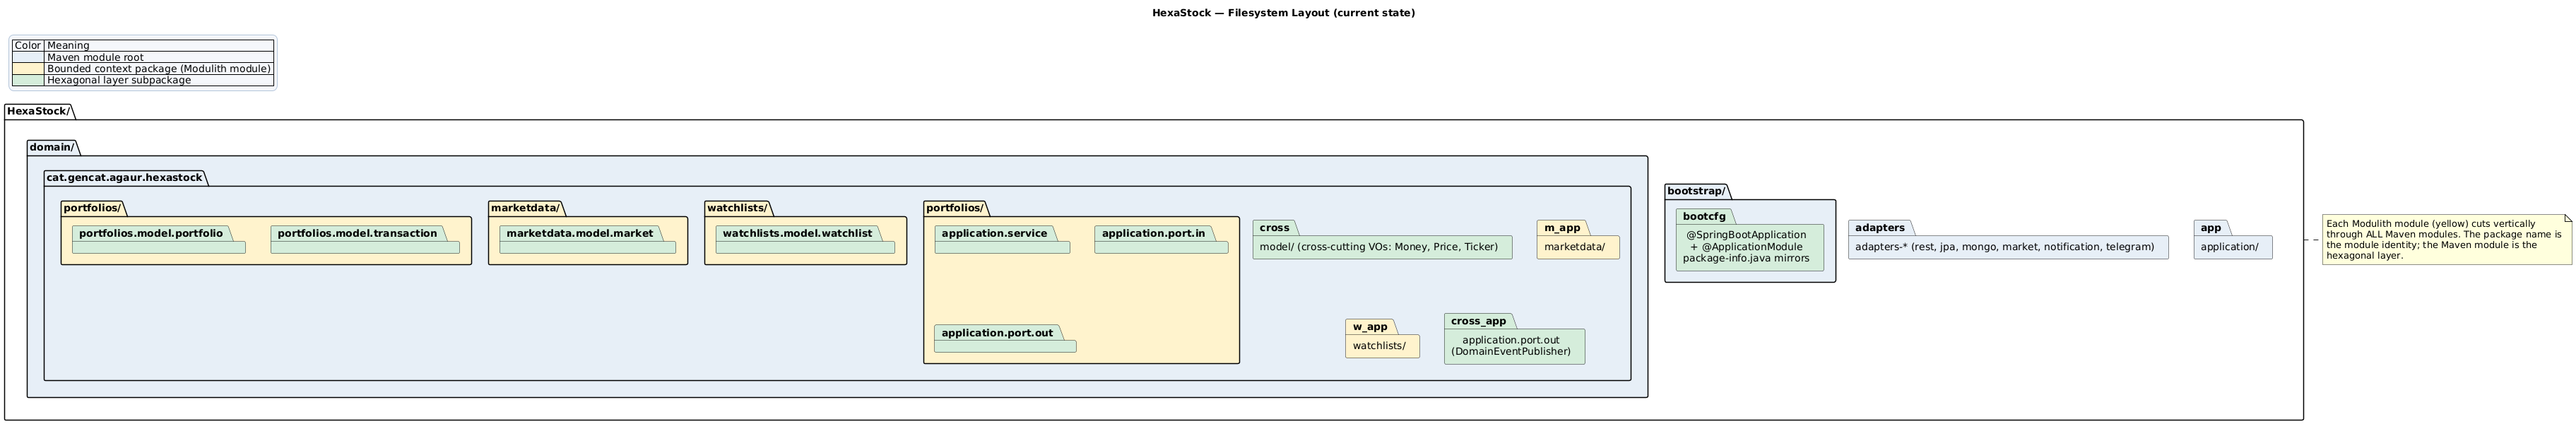 HexaStock — Filesystem Layout (current state)
Color Meaning
Maven module root
Bounded context package (Modulith module)
Hexagonal layer subpackage
HexaStock/
domain/
cat.gencat.agaur.hexastock
portfolios/
portfolios.model.portfolio
portfolios.model.transaction
marketdata/
marketdata.model.market
watchlists/
watchlists.model.watchlist
portfolios/
application.service
application.port.in
application.port.out
cross
model/ (cross-cutting VOs: Money, Price, Ticker)
m_app
marketdata/
w_app
watchlists/
cross_app
application.port.out
(DomainEventPublisher)
bootstrap/
bootcfg
@SpringBootApplication
+ @ApplicationModule
package-info.java mirrors
adapters
adapters-* (rest, jpa, mongo, market, notification, telegram)
app
application/
Each Modulith module (yellow) cuts vertically
through ALL Maven modules. The package name is
the module identity; the Maven module is the
hexagonal layer.